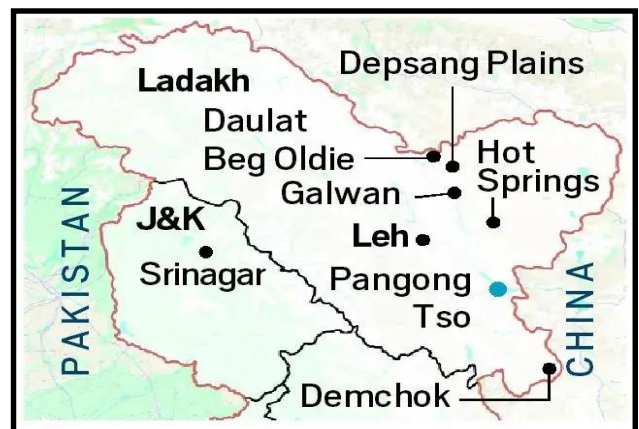 Depsang Plains
Ladakh
Daulat
Beg Oldie
Hot
Springs
Galwan
J&K
Leh
Srinagar
Pangong
Tso
Demchok
PAKISTAN
CHINA